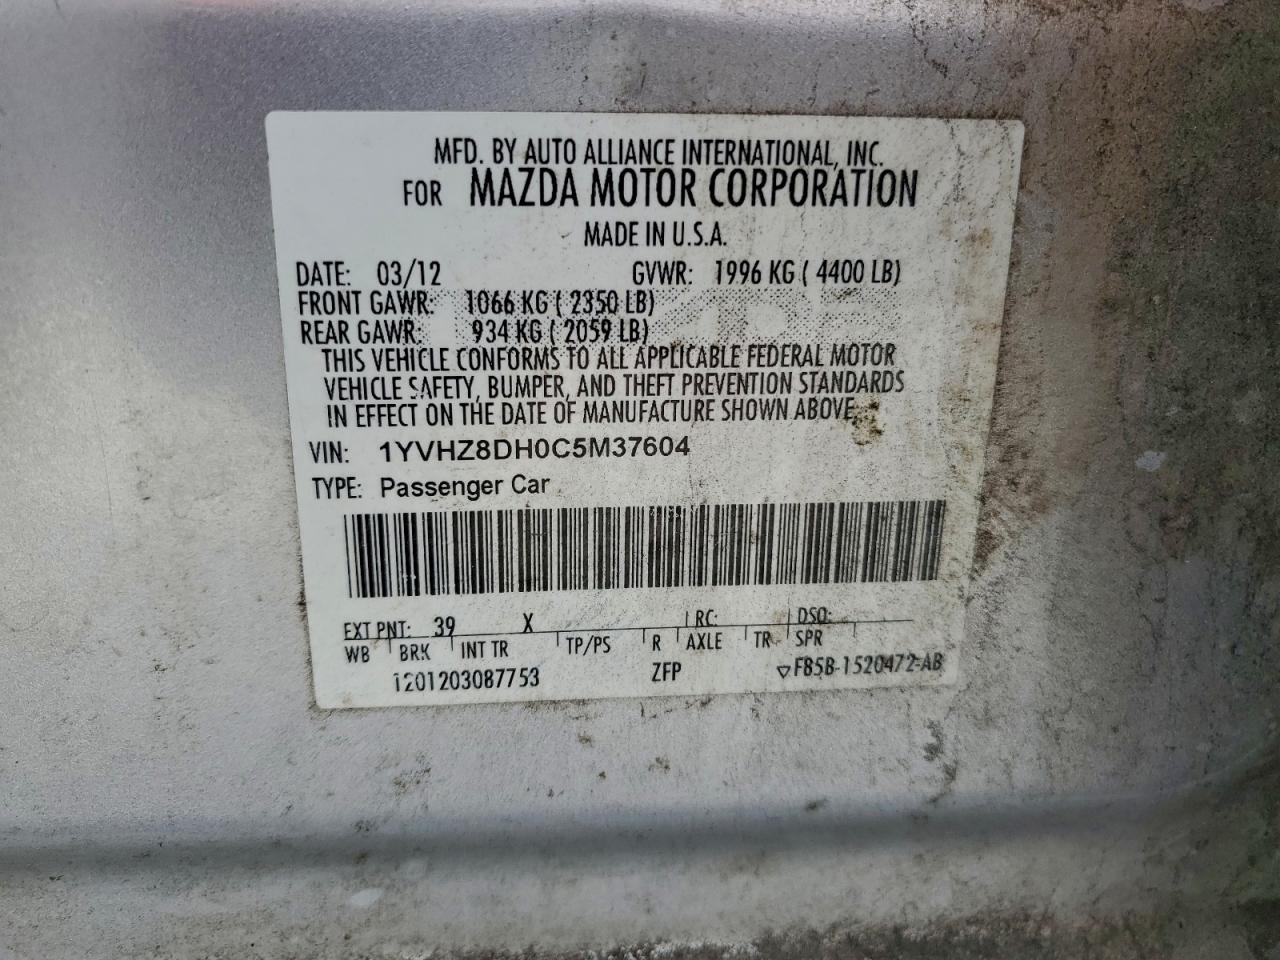 MFD. BY AUTO ALLIANCE INTERNATIONAL, INC.
FOR MAZDA MOTOR CORPORATION
MADE IN U.S.A.
DATE: 03/12 GVWR: 1996 KG ( 4400 LB)
FRONT GAWR: 1066 KG ( 2350 LB)
REAR GAWR: 934 KG ( 2059 LB)
THIS VEHICLE CONFORMS TO ALL APPLICABLE FEDERAL MOTOR
VEHICLE SAFETY, BUMPER, AND THEFT PREVENTION STANDARDS
IN EFFECT ON THE DATE OF MANUFACTURE SHOWN ABOVE.
VIN: 1YVHZ8DH0C5M37604
TYPE: Passenger Car
EXT PNT: 39 X RC: DSO:
WB BRK INT TR TP/PS R AXLE TR SPR
1201203087753 ZFP ▽F85B-1520472-AB